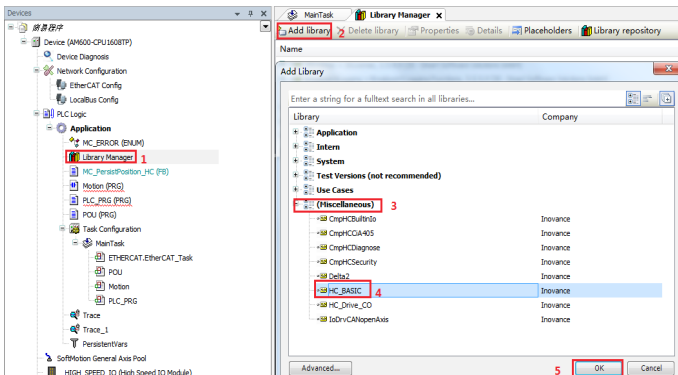 Devices
简易程序
Device (AM600-CPU1608TP)
Device Diagnosis
Network Configuration
EtherCAT Config
LocalBus Config
PLC Logic
Application
MC_ERROR (ENUM)
Library Manager 1
MC_PersistPosition_HC (FB)
Motion (PRG)
PLC_PRG (PRG)
POU (PRG)
Task Configuration
MainTask
ETHERCAT.EtherCAT_Task
POU
Motion
PLC_PRG
Trace
Trace_1
PersistentVars
SoftMotion General Axis Pool
HIGH_SPEED_IO (High Speed IO Module)
MainTask Library Manager
Add library 2 Delete library Properties Details Placeholders Library repository
Name
Add Library
Enter a string for a fulltext search in all libraries...
Library Company
Application
Intern
System
Test Versions (not recommended)
Use Cases
(Miscellaneous) 3
CmpHCBuiltinIo Inovance
CmpHCCiA405 Inovance
CmpHCDiagnose Inovance
CmpHCSecurity Inovance
Delta2 Inovance
HC_BASIC 4 Inovance
HC_Drive_CO Inovance
IoDrvCANopenAxis Inovance
Advanced... 5 OK Cancel